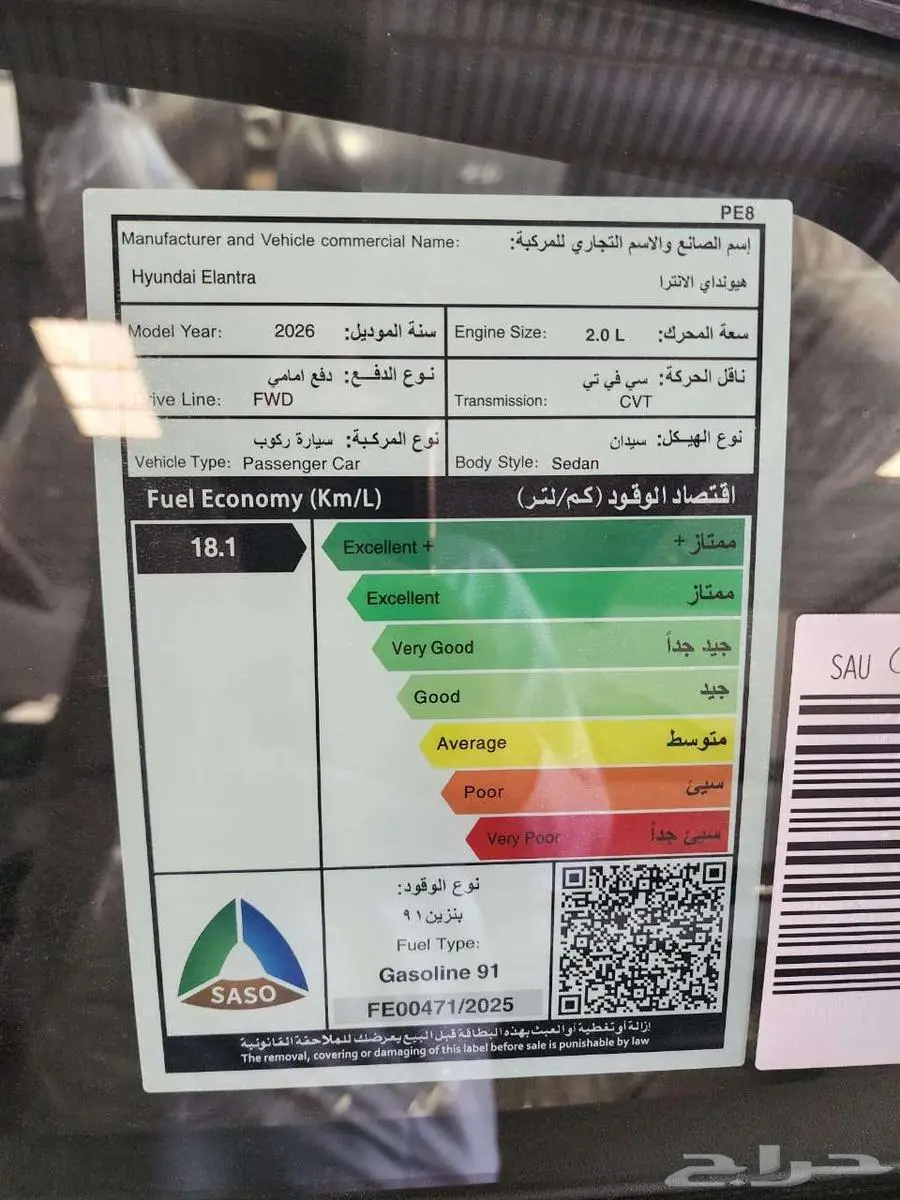 PE8
Manufacturer and Vehicle commercial Name: إسم الصانع والاسم التجاري للمركبة:
Hyundai Elantra هيونداي الانترا
Model Year: 2026 سنة الموديل:
Engine Size: 2.0 L سعة المحرك:
نوع الدفع: دفع امامي
Drive Line: FWD
ناقل الحركة: سي في تي
Transmission: CVT
نوع المركبة: سيارة ركوب
Vehicle Type: Passenger Car
نوع الهيكل: سيدان
Body Style: Sedan
Fuel Economy (Km/L) اقتصاد الوقود (كم/لتر)
18.1
Excellent + ممتاز +
Excellent ممتاز
Very Good جيد جداً
Good جيد
Average متوسط
Poor سيئ
Very Poor سيئ جداً
SASO
نوع الوقود:
بنزين ٩١
Fuel Type:
Gasoline 91
FE00471/2025
إزالة أو تغطية أو العبث بهذه البطاقة قبل البيع يعرضك للملاحقة القانونية
The removal, covering or damaging of this label before sale is punishable by law
SAU
حراج